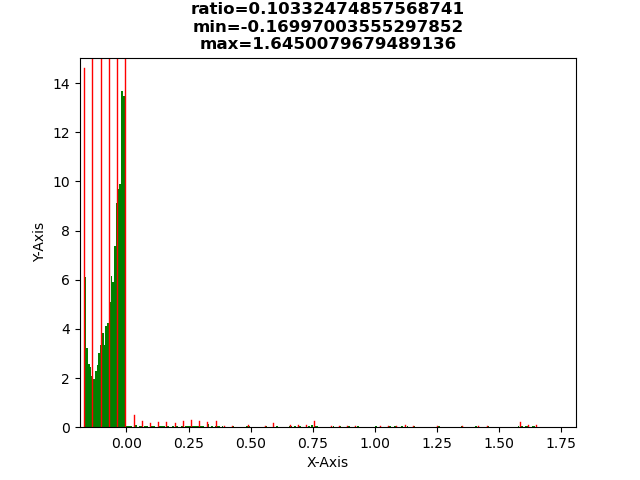 ratio=0.10332474857568741
min=-0.16997003555297852
max=1.6450079679489136
14
12
10
8
6
4
2
0
Y-Axis
0.00 0.25 0.50 0.75 1.00 1.25 1.50 1.75
X-Axis